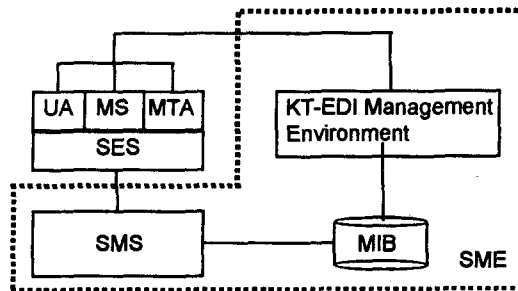 UA MS MTA
SES
KT-EDI Management
Environment
SMS
MIB
SME